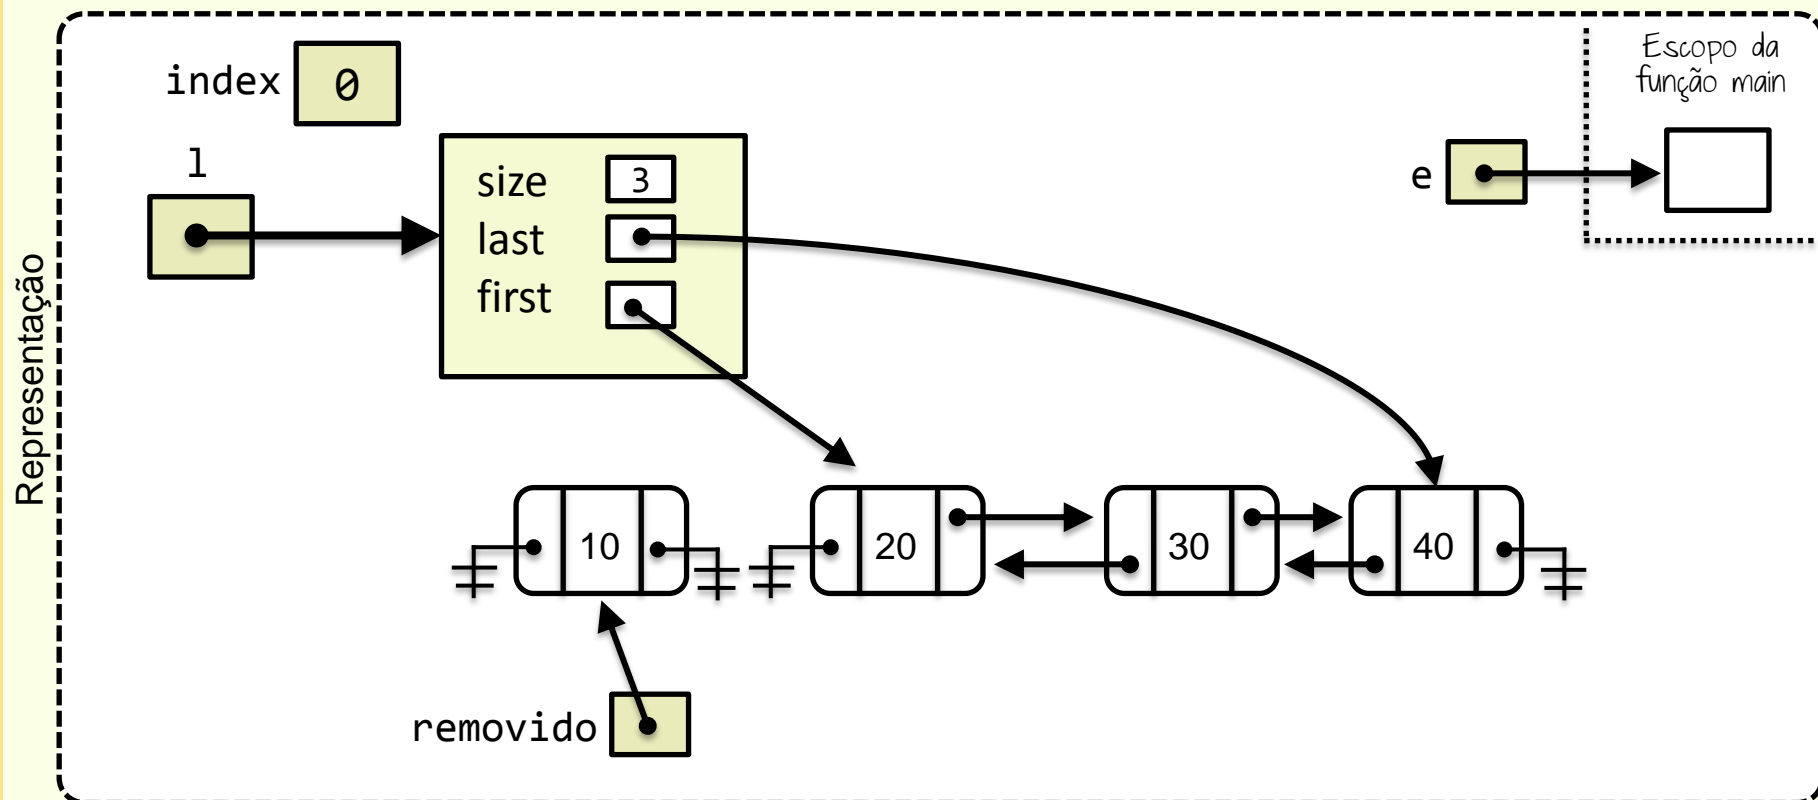 Representação
index 0
l
size 3
last
first
e
Escopo da
função main
10 20 30 40
removido